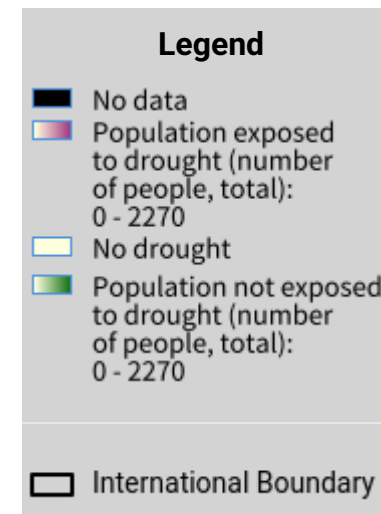 Legend
No data
Population exposed
to drought (number
of people, total):
0 - 2270
No drought
Population not exposed
to drought (number
of people, total):
0 - 2270
International Boundary